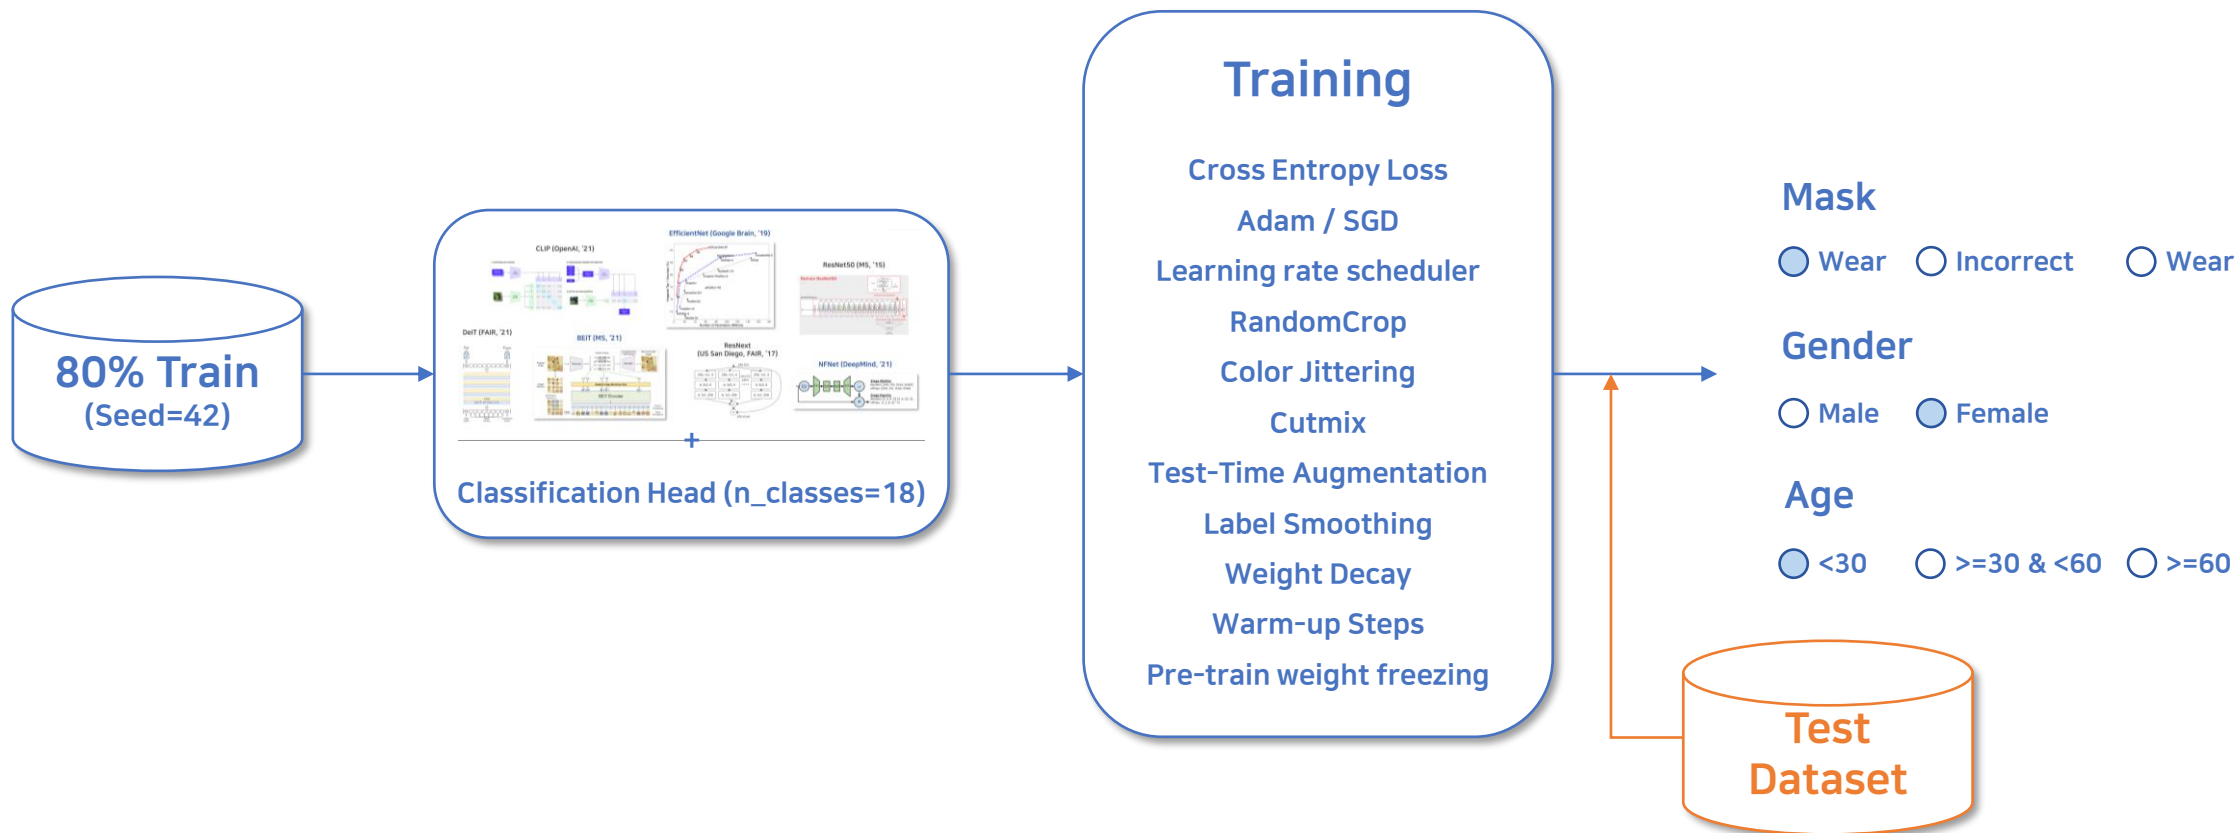 80% Train
(Seed=42)
CLIP (OpenAI, '21)
EfficientNet (Google Brain, '19)
ResNet50 (MS, '15)
DeiT (FAIR, '21)
BEiT (MS, '21)
ResNext
(US San Diego, FAIR, '17)
NFNet (DeepMind, '21)
+
Classification Head (n_classes=18)
Training
Cross Entropy Loss
Adam / SGD
Learning rate scheduler
RandomCrop
Color Jittering
Cutmix
Test-Time Augmentation
Label Smoothing
Weight Decay
Warm-up Steps
Pre-train weight freezing
Mask
Wear Incorrect Wear
Gender
Male Female
Age
<30 >=30 & <60 >=60
Test
Dataset